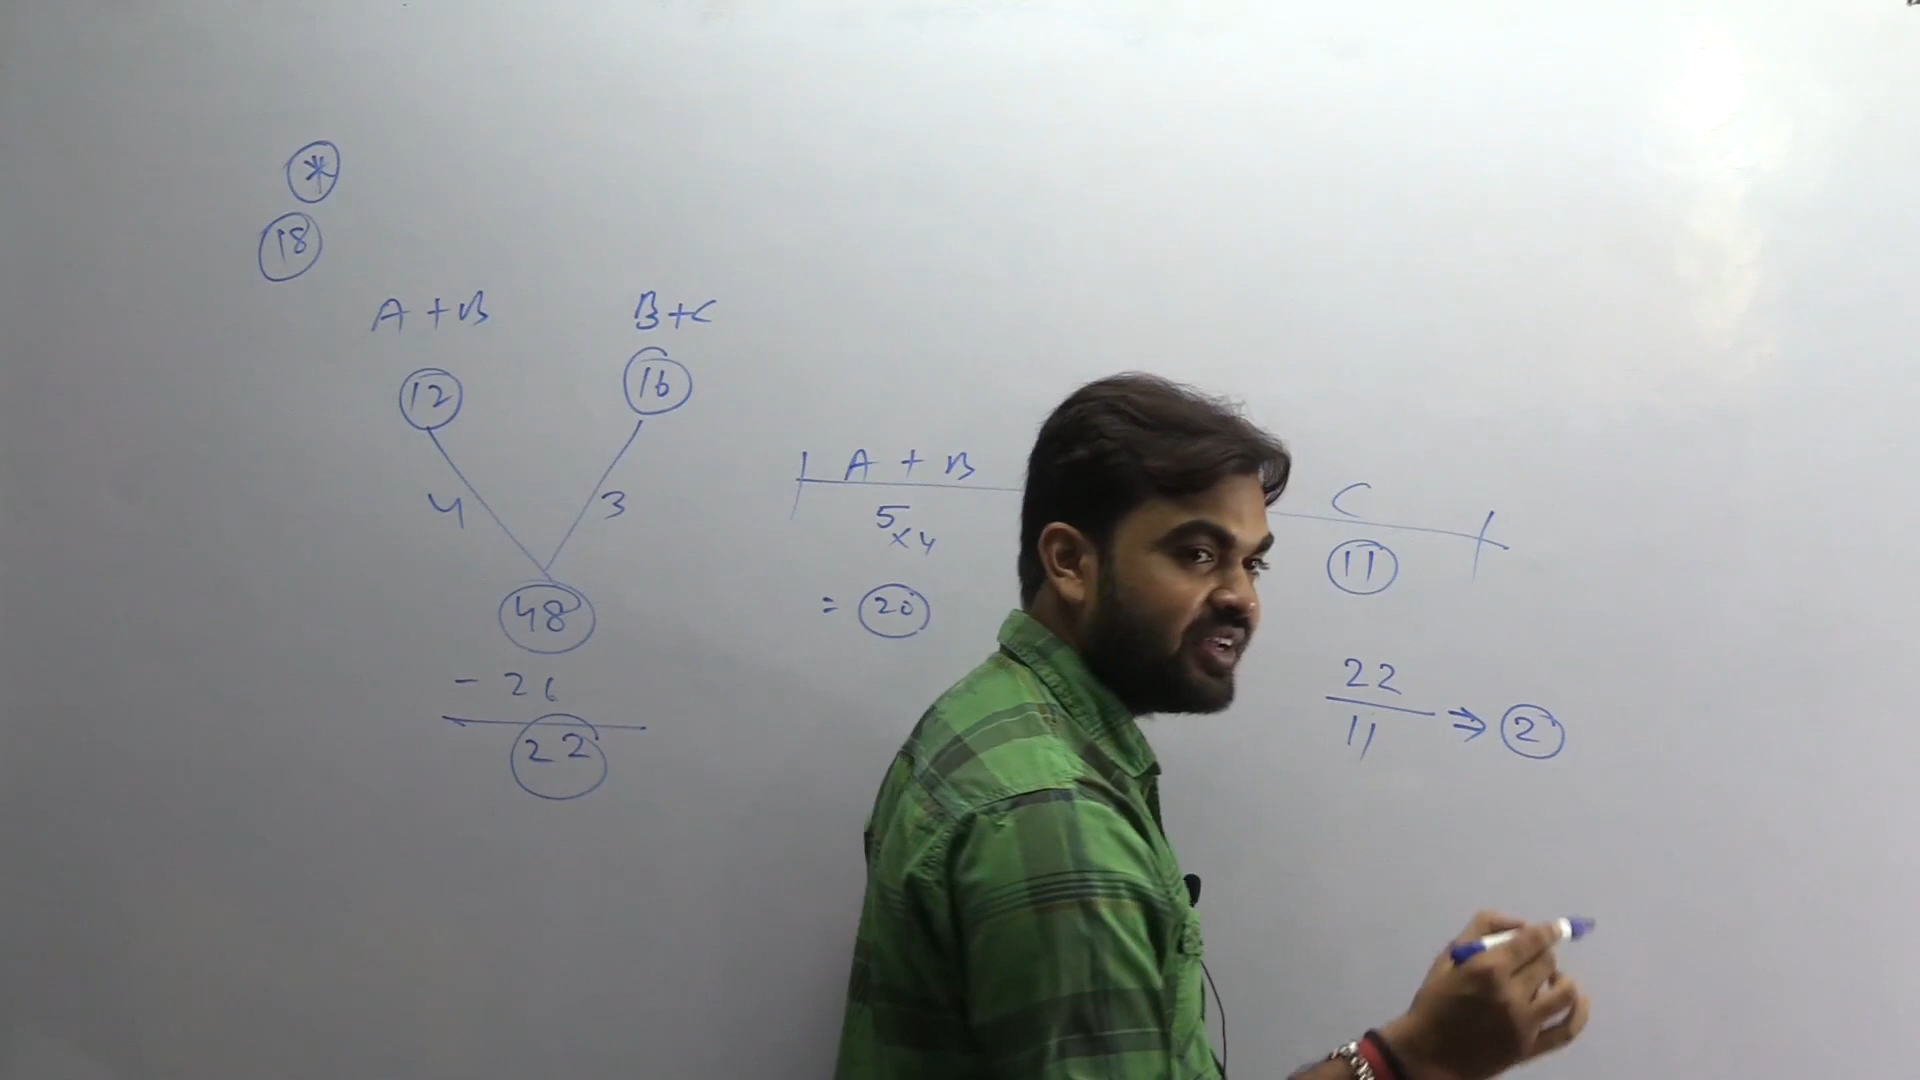 *
18
A + B B + C
12 16
4 3
48
- 26
22
A + B C
5 × 4 11
= 20
22
11 ⇒ 2